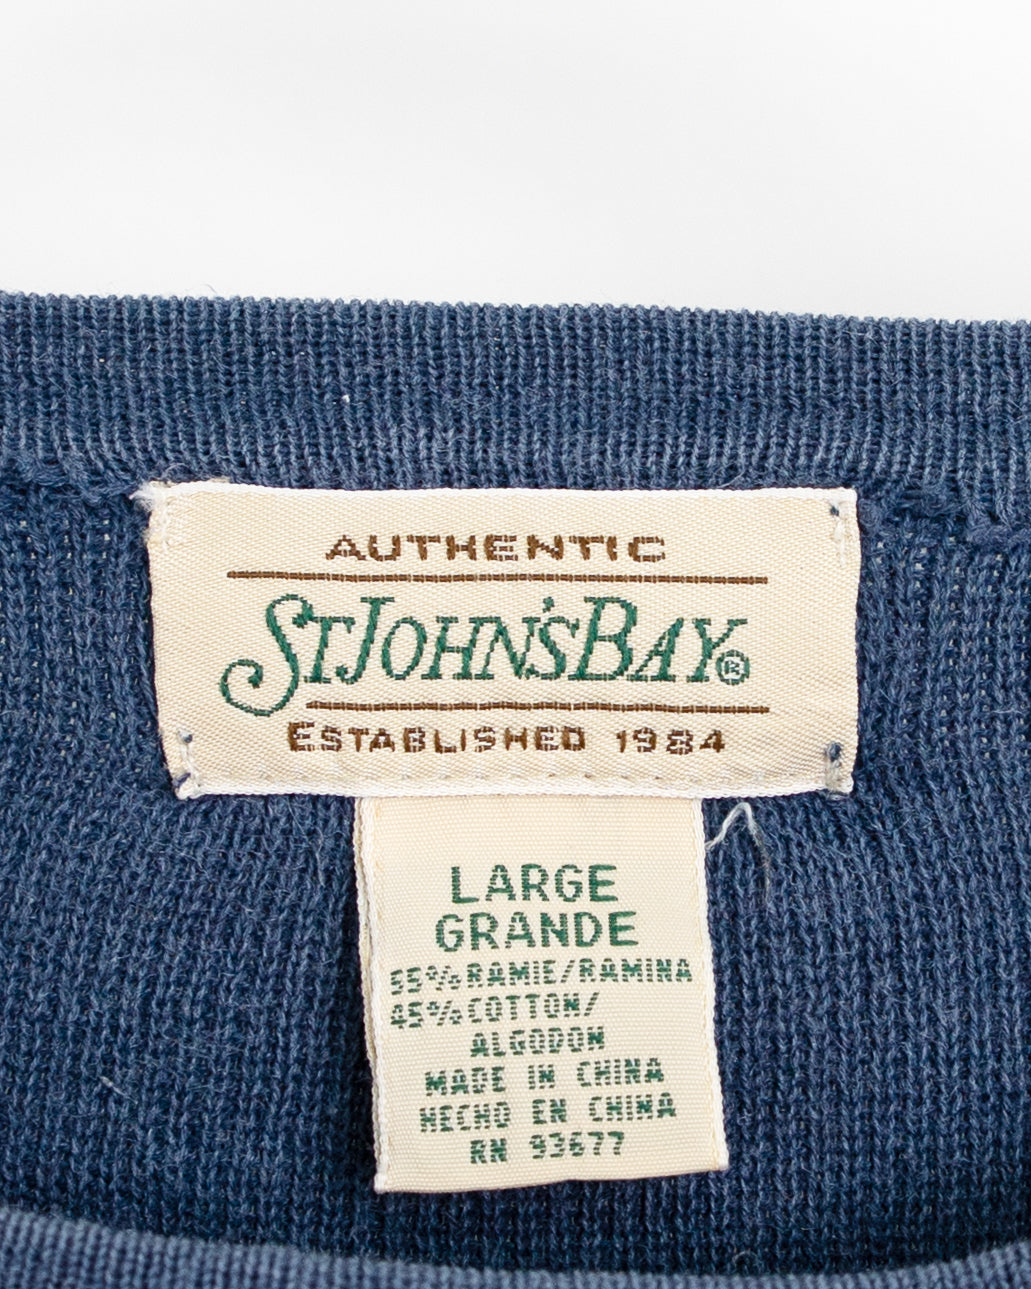 AUTHENTIC
ST JOHN'S BAY®
ESTABLISHED 1984
LARGE
GRANDE
55% RAMIE/RAMINA
45% COTTON/
ALGODON
MADE IN CHINA
HECHO EN CHINA
RN 93677